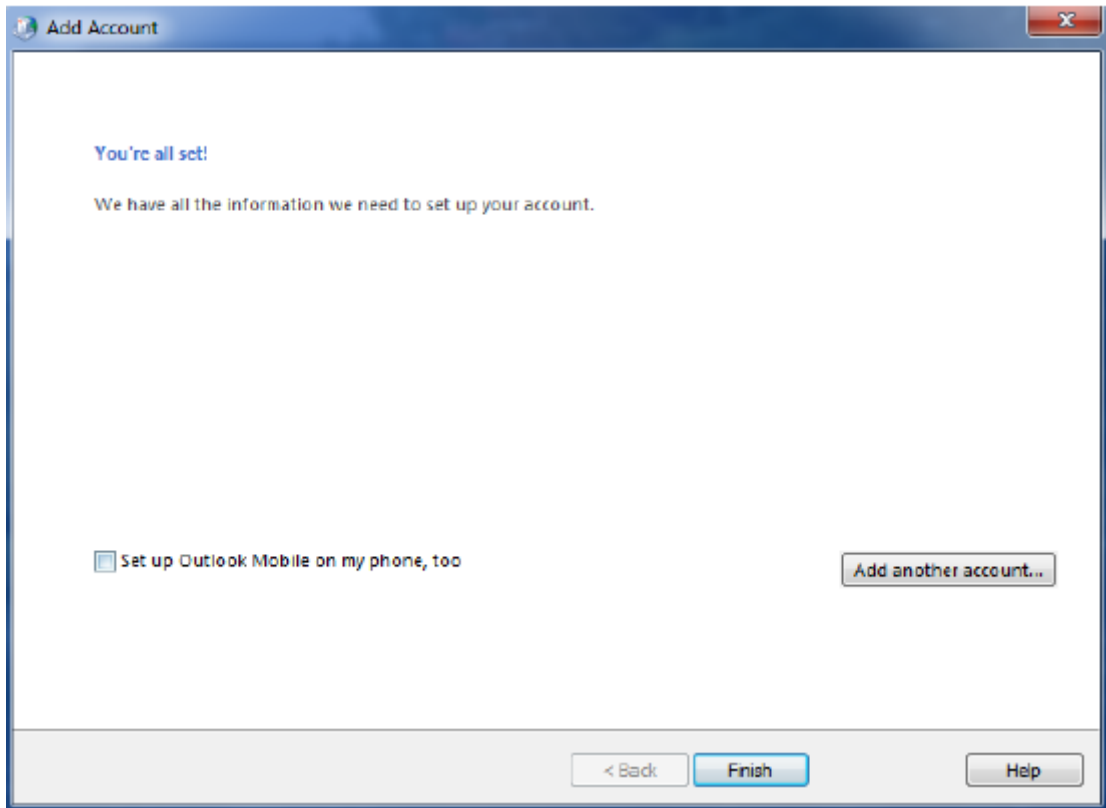 Add Account
You're all set!
We have all the information we need to set up your account.
Set up Outlook Mobile on my phone, too
Add another account...
< Back
Finish
Help